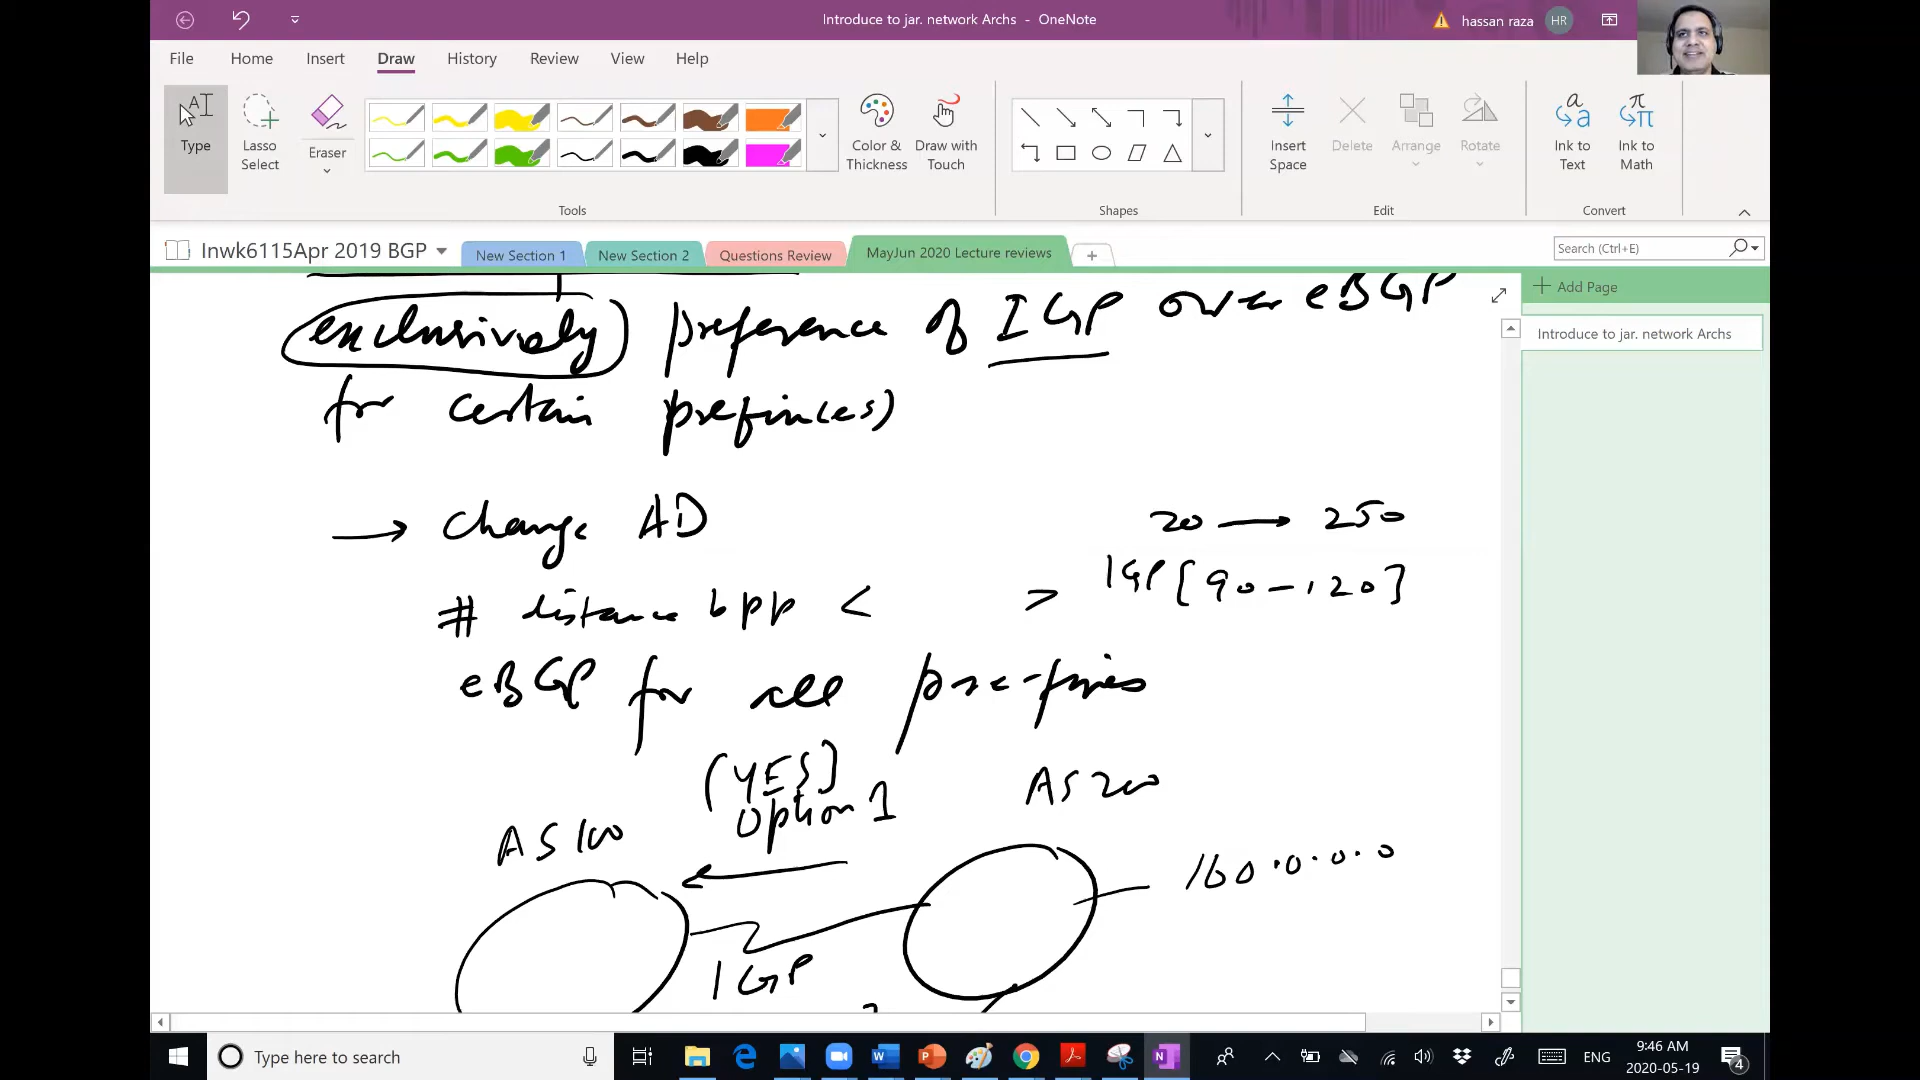 Introduce to jar. network Archs - OneNote
hassan raza
HR
File Home Insert Draw History Review View Help
Type
Lasso
Select
Eraser
Color &
Thickness
Draw with
Touch
Insert
Space
Delete
Arrange
Rotate
Ink to
Text
Ink to
Math
Tools
Shapes
Edit
Convert
Inwk6115Apr 2019 BGP
New Section 1
New Section 2
Questions Review
MayJun 2020 Lecture reviews
Search (Ctrl+E)
Add Page
Introduce to jar. network Archs
exclusively preference of IGP over eBGP
for certain
→ change AD
20 → 250
# distance bgp < >
IGP [90-120]
eBGP for all pre-fixes
(YES]
option 1
AS 100
AS 200
160.0.0.0
IGP
2
Type here to search
ENG
9:46 AM
2020-05-19
4